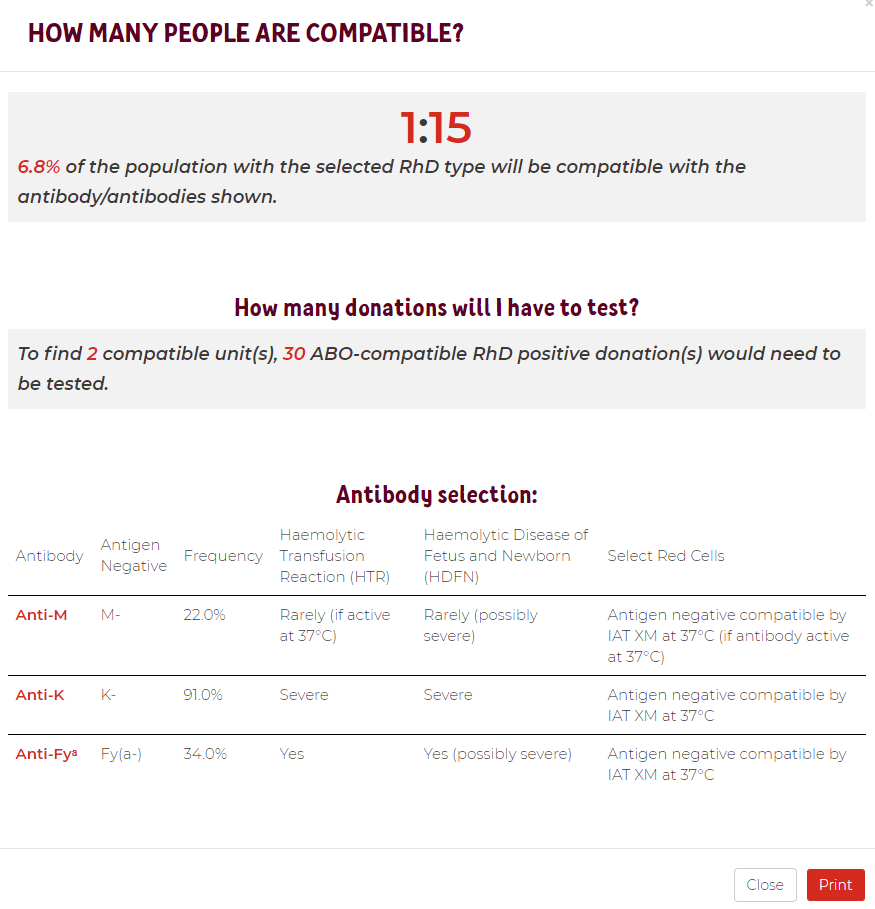 ×
HOW MANY PEOPLE ARE COMPATIBLE?
1:15
6.8% of the population with the selected RhD type will be compatible with the
antibody/antibodies shown.
How many donations will I have to test?
To find 2 compatible unit(s), 30 ABO-compatible RhD positive donation(s) would need to
be tested.
Antibody selection:
Antibody Antigen Negative Frequency Haemolytic Transfusion Reaction (HTR) Haemolytic Disease of Fetus and Newborn (HDFN) Select Red Cells
Anti-M M- 22.0% Rarely (if active at 37°C) Rarely (possibly severe) Antigen negative compatible by IAT XM at 37°C (if antibody active at 37°C)
Anti-K K- 91.0% Severe Severe Antigen negative compatible by IAT XM at 37°C
Anti-Fyᵃ Fy(a-) 34.0% Yes Yes (possibly severe) Antigen negative compatible by IAT XM at 37°C
Close Print